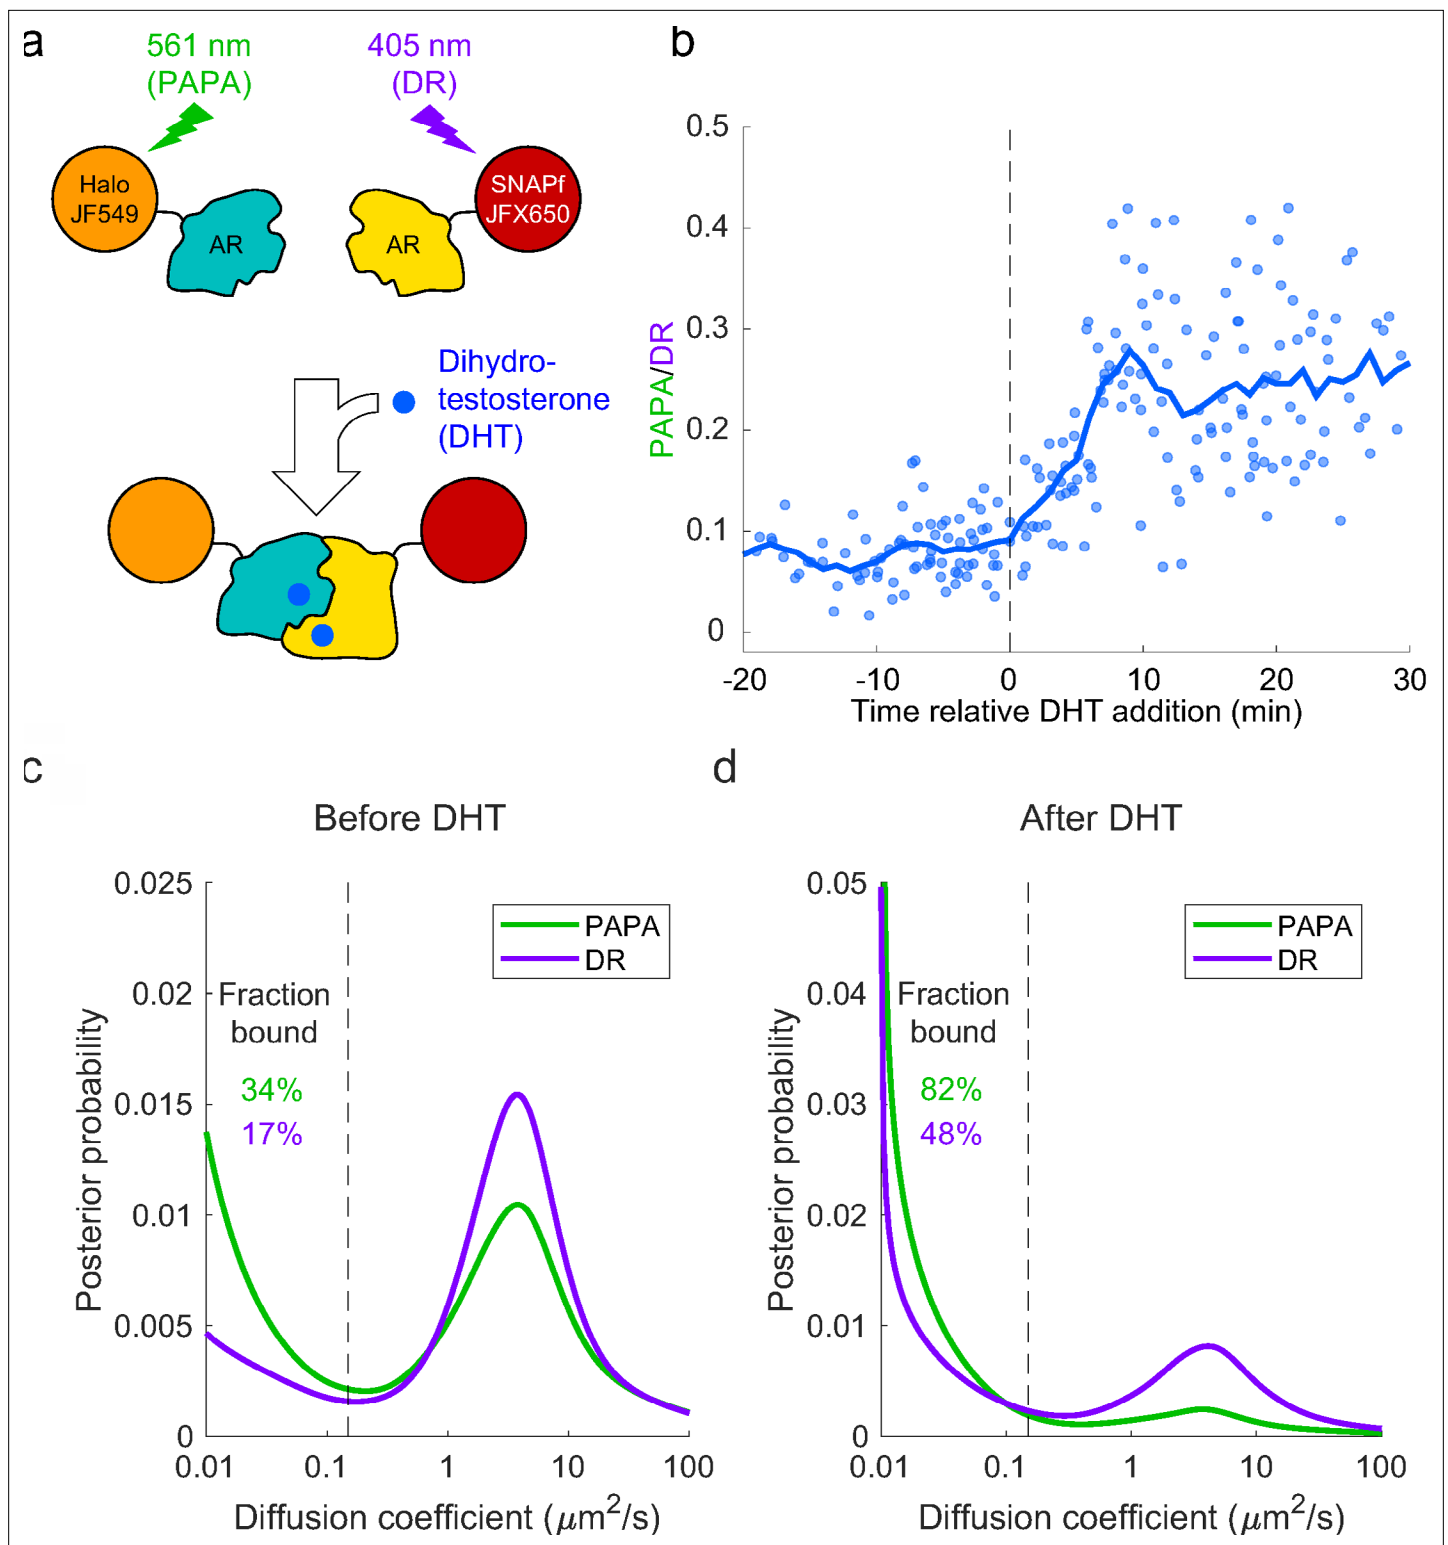 a
561 nm
(PAPA)
405 nm
(DR)
Halo
JF549
AR
AR
SNAPf
JFX650
Dihydro-
testosterone
(DHT)
b
0.5
0.4
0.3
0.2
0.1
0
PAPA/DR
-20
-10
0
10
20
30
Time relative DHT addition (min)
c
Before DHT
0.025
0.02
0.015
0.01
0.005
0
Posterior probability
PAPA
DR
Fraction
bound
34%
17%
0.01
0.1
1
10
100
Diffusion coefficient (μm²/s)
d
After DHT
0.05
0.04
0.03
0.02
0.01
0
Posterior probability
PAPA
DR
Fraction
bound
82%
48%
0.01
0.1
1
10
100
Diffusion coefficient (μm²/s)